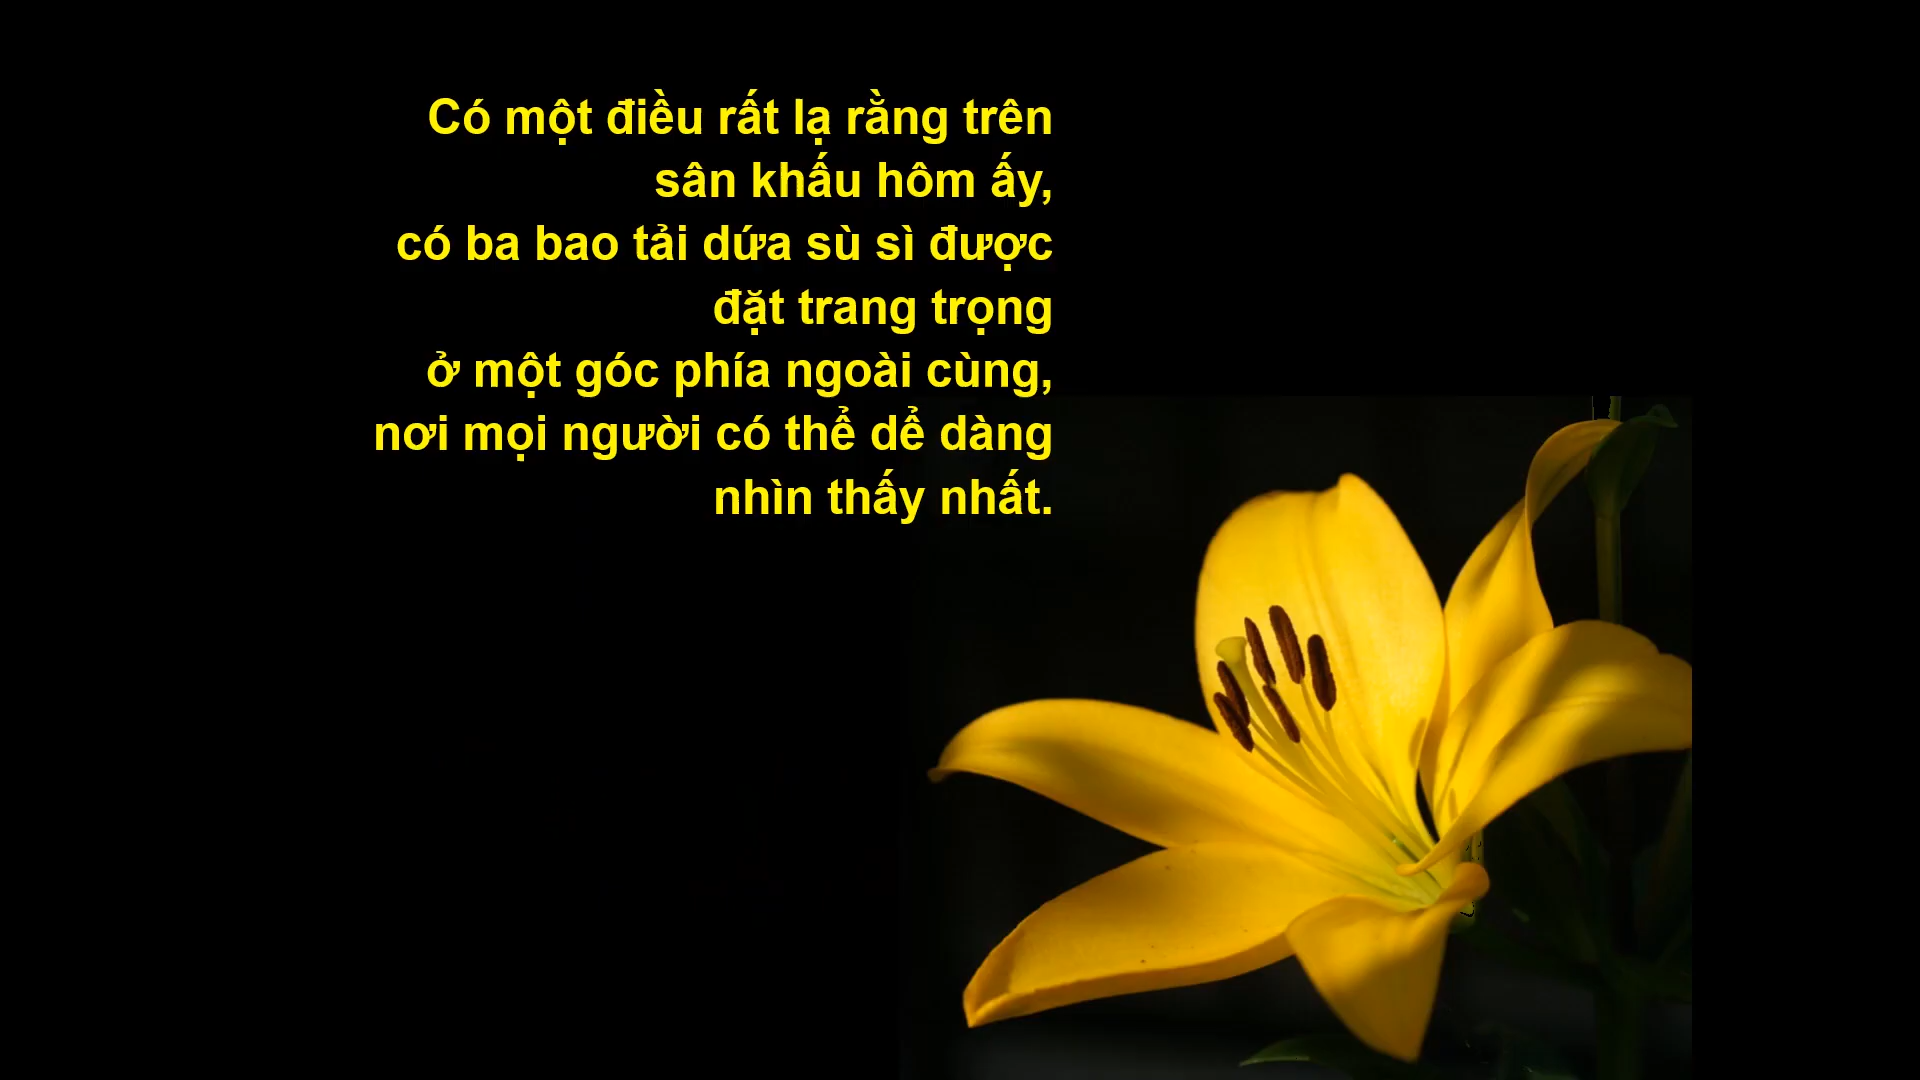 Có một điều rất lạ rằng trên
sân khấu hôm ấy,
có ba bao tải dứa sù sì được
đặt trang trọng
ở một góc phía ngoài cùng,
nơi mọi người có thể dể dàng
nhìn thấy nhất.